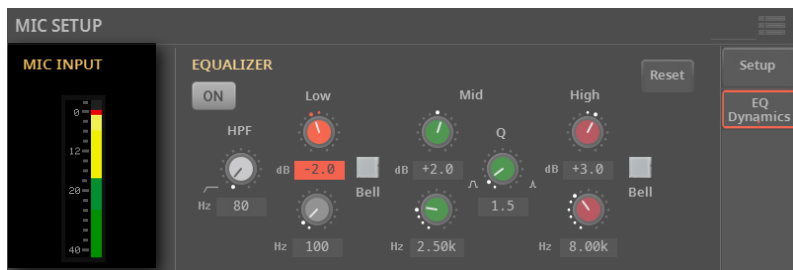 MIC SETUP
MIC INPUT
0
12
20
40
EQUALIZER
Reset
ON
Low
Mid
High
HPF
Q
dB -2.0
dB +2.0
dB +3.0
Bell
Bell
Hz 80
1.5
Hz 100
Hz 2.50k
Hz 8.00k
Setup
EQ
Dynamics